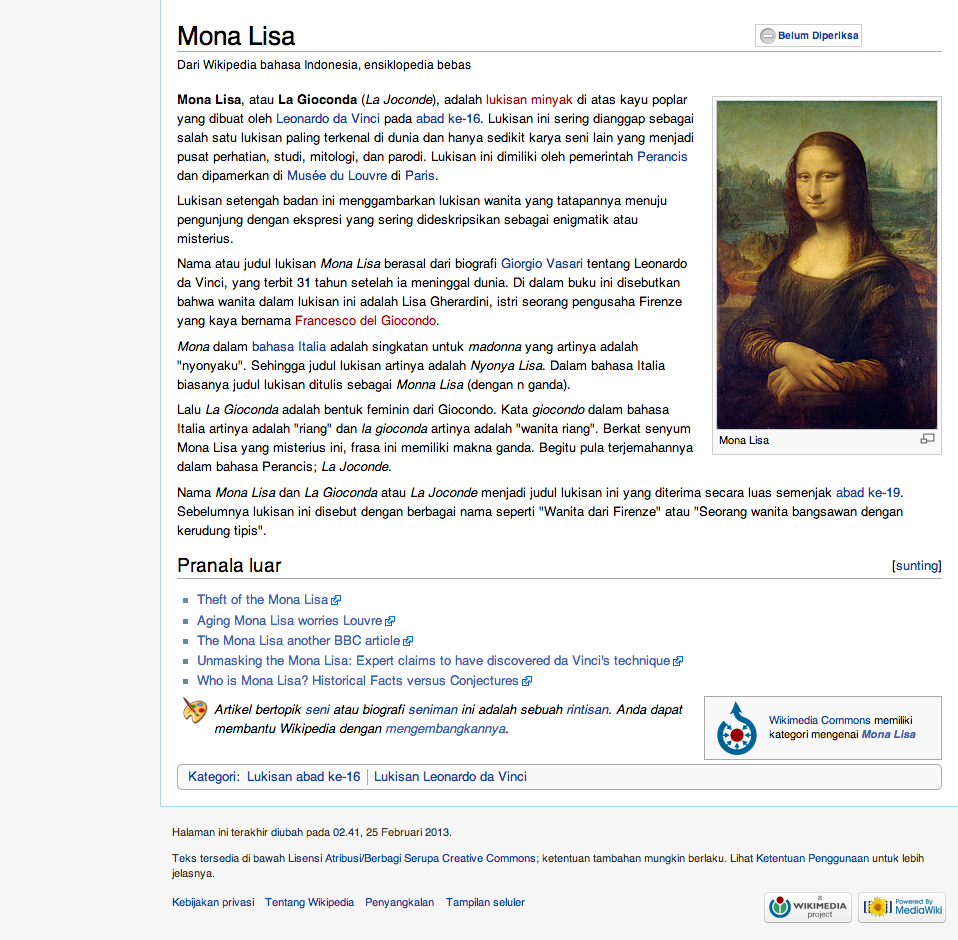 Mona Lisa
Belum Diperiksa
Dari Wikipedia bahasa Indonesia, ensiklopedia bebas
Mona Lisa, atau La Gioconda (La Joconde), adalah lukisan minyak di atas kayu poplar
yang dibuat oleh Leonardo da Vinci pada abad ke-16. Lukisan ini sering dianggap sebagai
salah satu lukisan paling terkenal di dunia dan hanya sedikit karya seni lain yang menjadi
pusat perhatian, studi, mitologi, dan parodi. Lukisan ini dimiliki oleh pemerintah Perancis
dan dipamerkan di Musée du Louvre di Paris.
Lukisan setengah badan ini menggambarkan lukisan wanita yang tatapannya menuju
pengunjung dengan ekspresi yang sering dideskripsikan sebagai enigmatik atau
misterius.
Nama atau judul lukisan Mona Lisa berasal dari biografi Giorgio Vasari tentang Leonardo
da Vinci, yang terbit 31 tahun setelah ia meninggal dunia. Di dalam buku ini disebutkan
bahwa wanita dalam lukisan ini adalah Lisa Gherardini, istri seorang pengusaha Firenze
yang kaya bernama Francesco del Giocondo.
Mona dalam bahasa Italia adalah singkatan untuk madonna yang artinya adalah
"nyonyaku". Sehingga judul lukisan artinya adalah Nyonya Lisa. Dalam bahasa Italia
biasanya judul lukisan ditulis sebagai Monna Lisa (dengan n ganda).
Lalu La Gioconda adalah bentuk feminin dari Giocondo. Kata giocondo dalam bahasa
Italia artinya adalah "riang" dan la gioconda artinya adalah "wanita riang". Berkat senyum
Mona Lisa yang misterius ini, frasa ini memiliki makna ganda. Begitu pula terjemahannya
dalam bahasa Perancis; La Joconde.
Mona Lisa
Nama Mona Lisa dan La Gioconda atau La Joconde menjadi judul lukisan ini yang diterima secara luas semenjak abad ke-19.
Sebelumnya lukisan ini disebut dengan berbagai nama seperti "Wanita dari Firenze" atau "Seorang wanita bangsawan dengan
kerudung tipis".
Pranala luar
[sunting]
Theft of the Mona Lisa
Aging Mona Lisa worries Louvre
The Mona Lisa another BBC article
Unmasking the Mona Lisa: Expert claims to have discovered da Vinci's technique
Who is Mona Lisa? Historical Facts versus Conjectures
Artikel bertopik seni atau biografi seniman ini adalah sebuah rintisan. Anda dapat
membantu Wikipedia dengan mengembangkannya.
Wikimedia Commons memiliki
kategori mengenai Mona Lisa
Kategori: Lukisan abad ke-16 | Lukisan Leonardo da Vinci
Halaman ini terakhir diubah pada 02.41, 25 Februari 2013.
Teks tersedia di bawah Lisensi Atribusi/Berbagi Serupa Creative Commons; ketentuan tambahan mungkin berlaku. Lihat Ketentuan Penggunaan untuk lebih
jelasnya.
Kebijakan privasi Tentang Wikipedia Penyangkalan Tampilan seluler
a
WIKIMEDIA
project
Powered By
MediaWiki